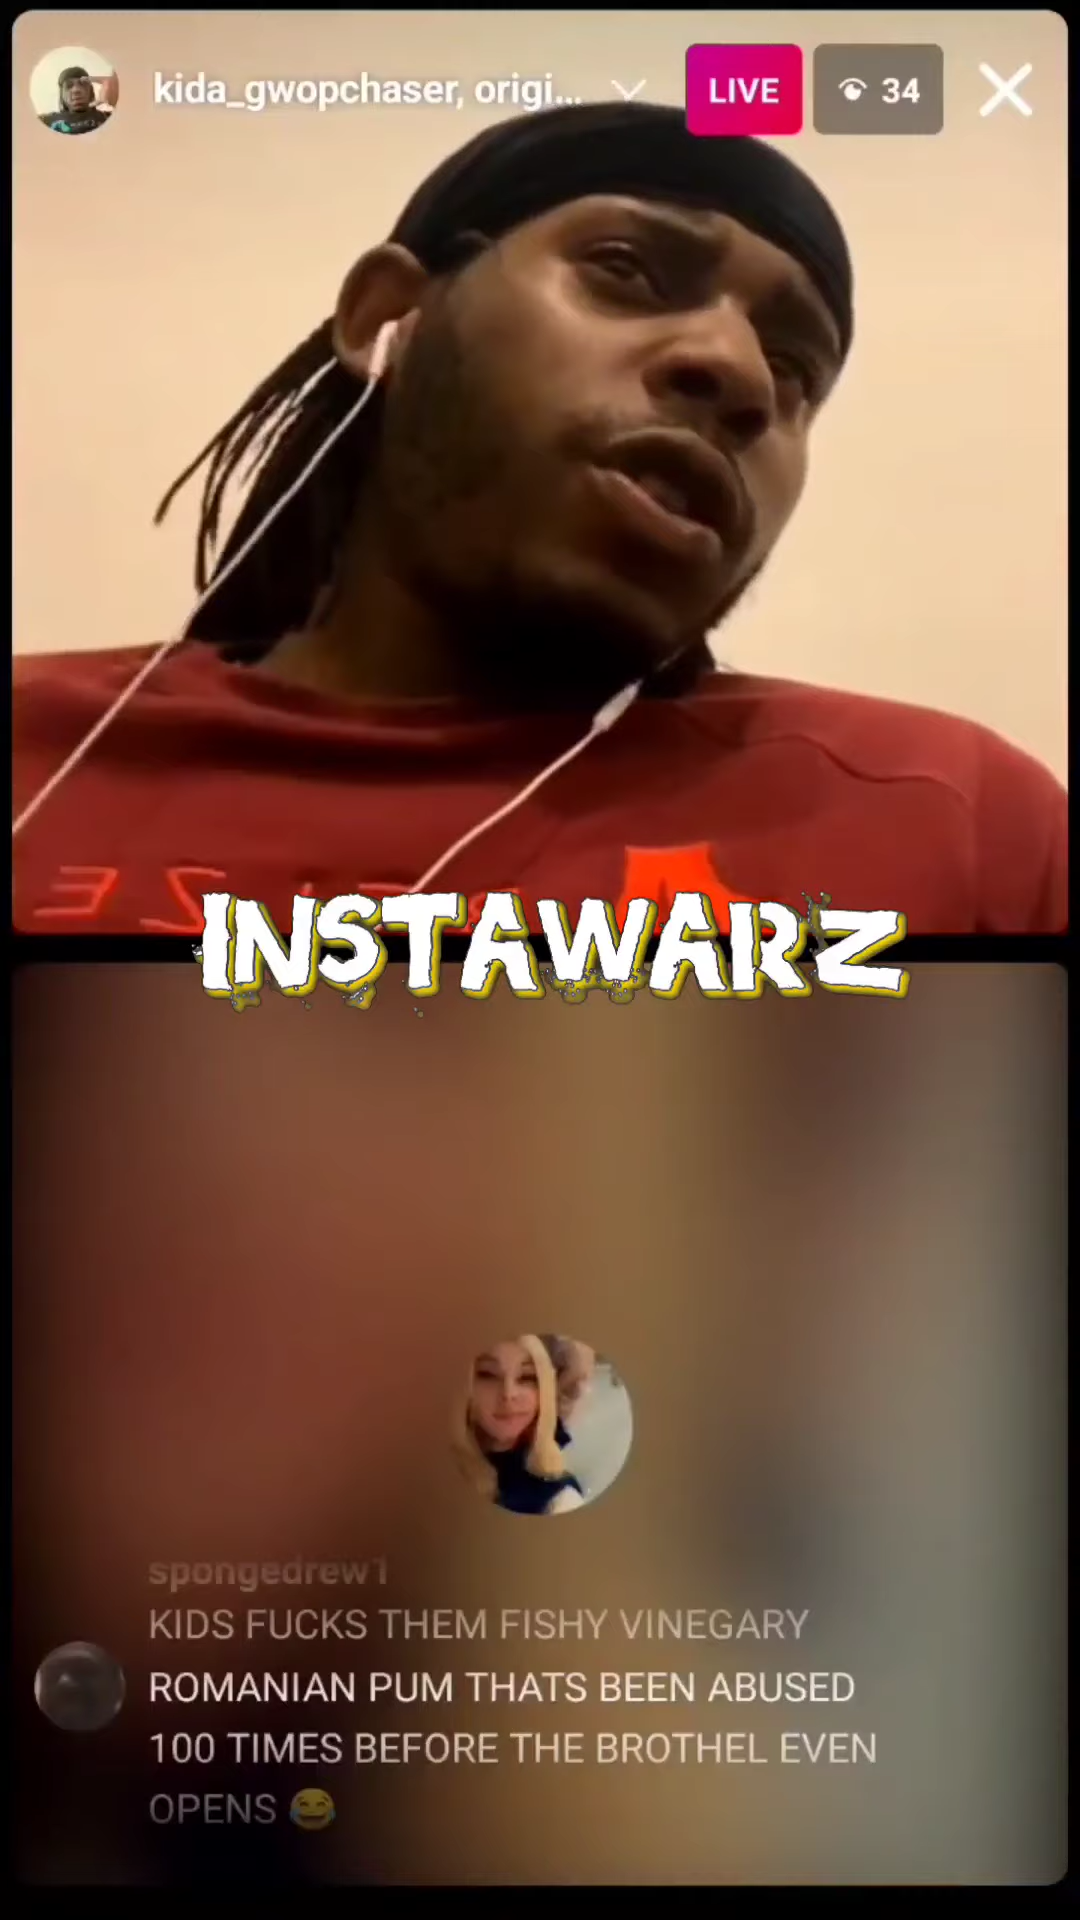 kida_gwopchaser, origi...
LIVE
34
INSTAWARZ
spongedrew1
KIDS FUCKS THEM FISHY VINEGARY
ROMANIAN PUM THATS BEEN ABUSED
100 TIMES BEFORE THE BROTHEL EVEN
OPENS 😂